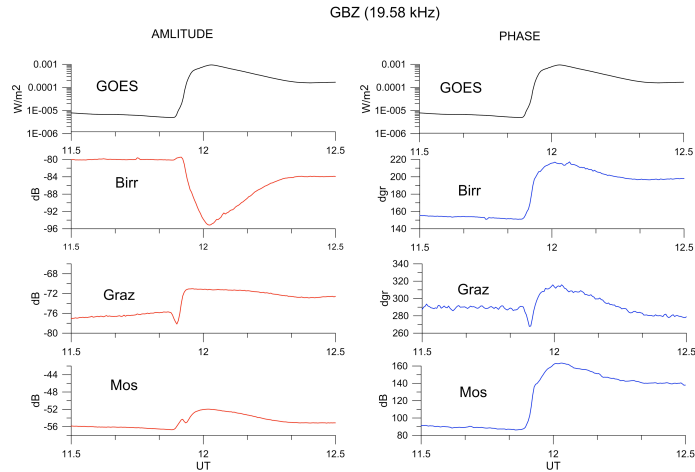 GBZ (19.58 kHz)
AMLITUDE
PHASE
0.001
0.0001
1E-005
1E-006
W/m2
GOES
11.5
12
12.5
0.001
0.0001
1E-005
1E-006
W/m2
GOES
11.5
12
12.5
-80
-84
-88
-92
-96
dB
Birr
11.5
12
12.5
220
200
180
160
140
dgr
Birr
11.5
12
12.5
-68
-72
-76
-80
dB
Graz
11.5
12
12.5
340
320
300
280
260
dgr
Graz
11.5
12
12.5
-44
-48
-52
-56
dB
Mos
11.5
12
12.5
UT
160
140
120
100
80
dB
Mos
11.5
12
12.5
UT